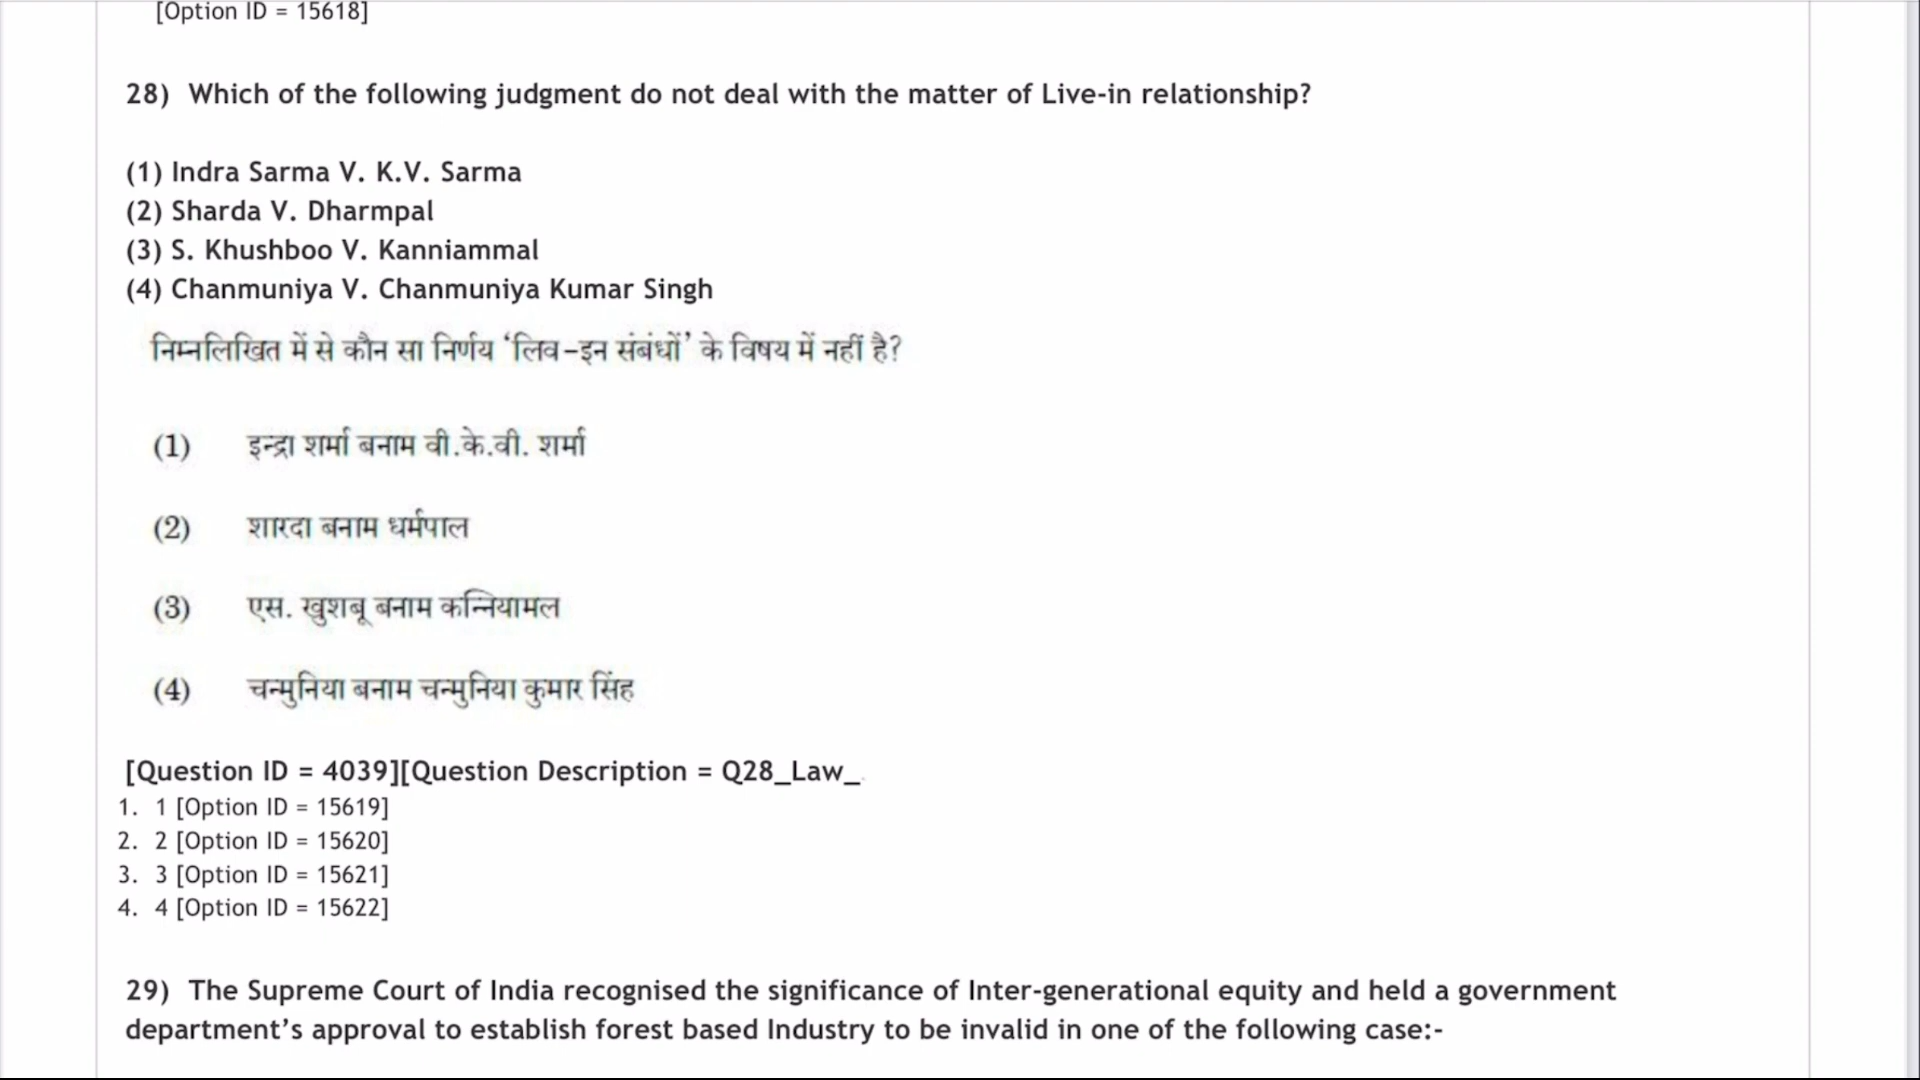 [Option ID = 15618]
28) Which of the following judgment do not deal with the matter of Live-in relationship?
(1) Indra Sarma V. K.V. Sarma
(2) Sharda V. Dharmpal
(3) S. Khushboo V. Kanniammal
(4) Chanmuniya V. Chanmuniya Kumar Singh
निम्नलिखित में से कौन सा निर्णय ‘लिव-इन संबंधों’ के विषय में नहीं है?
(1) इन्द्रा शर्मा बनाम वी.के.वी. शर्मा
(2) शारदा बनाम धर्मपाल
(3) एस. खुशबू बनाम कन्नियामल
(4) चन्मुनिया बनाम चन्मुनिया कुमार सिंह
[Question ID = 4039][Question Description = Q28_Law_
1. 1 [Option ID = 15619]
2. 2 [Option ID = 15620]
3. 3 [Option ID = 15621]
4. 4 [Option ID = 15622]
29) The Supreme Court of India recognised the significance of Inter-generational equity and held a government
department’s approval to establish forest based Industry to be invalid in one of the following case:-